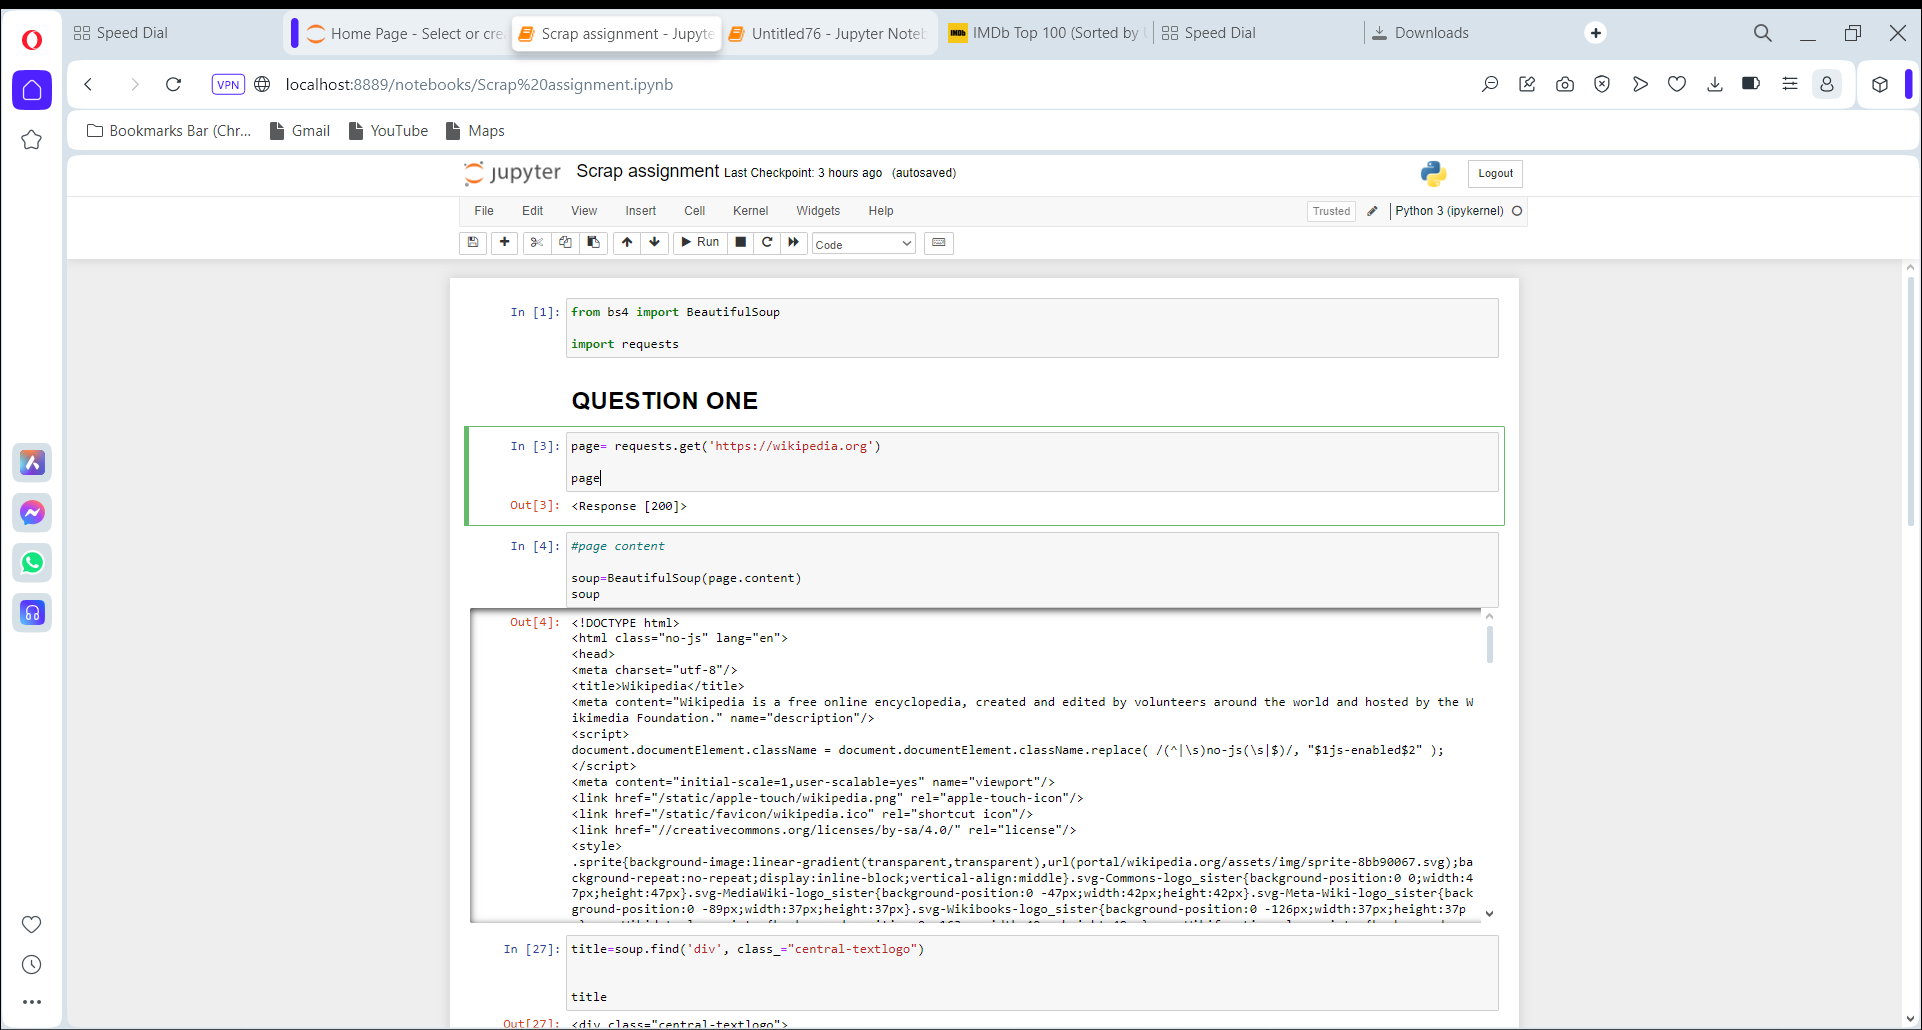 Speed Dial
Home Page - Select or cre
Scrap assignment - Jupyte
Untitled76 - Jupyter Note
IMDb Top 100 (Sorted by
Speed Dial
Downloads
VPN
localhost:8889/notebooks/Scrap%20assignment.ipynb
Bookmarks Bar (Chr...
Gmail
YouTube
Maps
jupyter Scrap assignment Last Checkpoint: 3 hours ago (autosaved)
Logout
File Edit View Insert Cell Kernel Widgets Help
Trusted
Python 3 (ipykernel)
Run
Code
In [1]: from bs4 import BeautifulSoup
import requests
QUESTION ONE
In [3]: page= requests.get('https://wikipedia.org')
page
Out[3]: <Response [200]>
In [4]: #page content
soup=BeautifulSoup(page.content)
soup
Out[4]: <!DOCTYPE html>
<html class="no-js" lang="en">
<head>
<meta charset="utf-8"/>
<title>Wikipedia</title>
<meta content="Wikipedia is a free online encyclopedia, created and edited by volunteers around the world and hosted by the W
ikimedia Foundation." name="description"/>
<script>
document.documentElement.className = document.documentElement.className.replace( /(^|\s)no-js(\s|$)/, "$1js-enabled$2" );
</script>
<meta content="initial-scale=1,user-scalable=yes" name="viewport"/>
<link href="/static/apple-touch/wikipedia.png" rel="apple-touch-icon"/>
<link href="/static/favicon/wikipedia.ico" rel="shortcut icon"/>
<link href="//creativecommons.org/licenses/by-sa/4.0/" rel="license"/>
<style>
.sprite{background-image:linear-gradient(transparent,transparent),url(portal/wikipedia.org/assets/img/sprite-8bb90067.svg);ba
ckground-repeat:no-repeat;display:inline-block;vertical-align:middle}.svg-Commons-logo_sister{background-position:0 0;width:4
7px;height:47px}.svg-MediaWiki-logo_sister{background-position:0 -47px;width:42px;height:42px}.svg-Meta-Wiki-logo_sister{back
ground-position:0 -89px;width:37px;height:37px}.svg-Wikibooks-logo_sister{background-position:0 -126px;width:37px;height:37p
In [27]: title=soup.find('div', class_="central-textlogo")
title
Out[27]: <div class="central-textlogo">